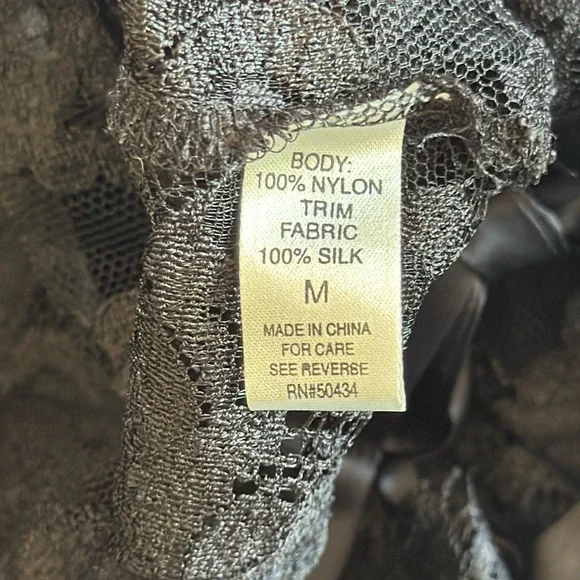 BODY:
100% NYLON
TRIM
FABRIC
100% SILK
M
MADE IN CHINA
FOR CARE
SEE REVERSE
RN#50434